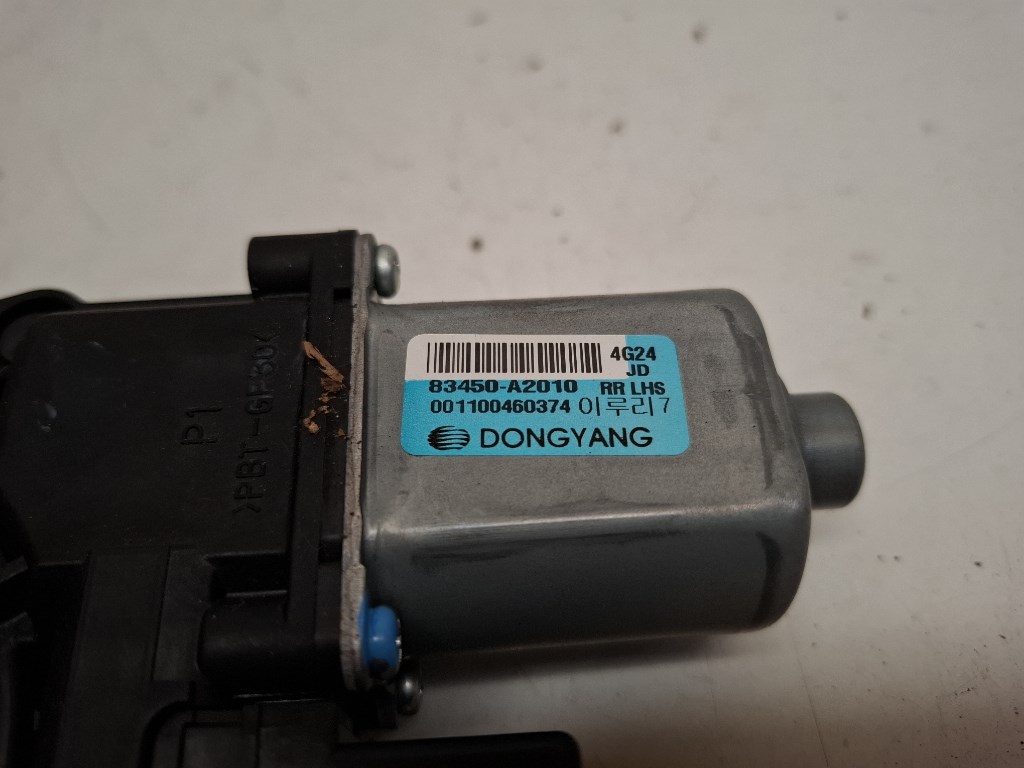 4G24
JD
83450-A2010 RR LHS
001100460374 이루리7
DONGYANG
P1
>PBT-GF30<